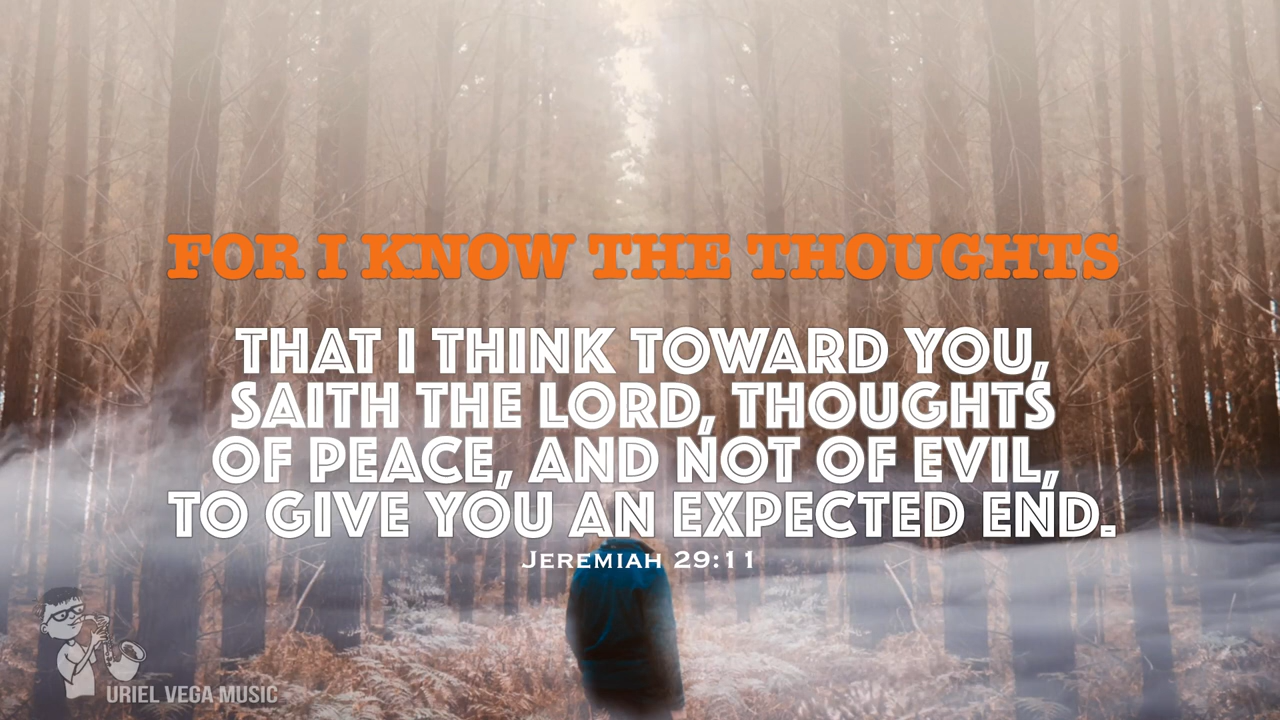 FOR I KNOW THE THOUGHTS
THAT I THINK TOWARD YOU,
SAITH THE LORD, THOUGHTS
OF PEACE, AND NOT OF EVIL,
TO GIVE YOU AN EXPECTED END.
JEREMIAH 29:11
URIEL VEGA MUSIC